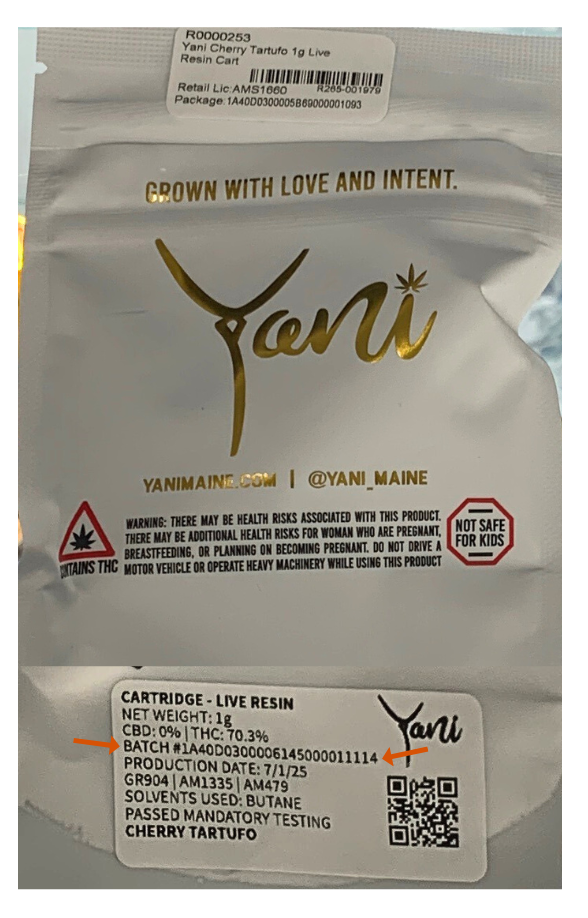 R0000253
Yani Cherry Tartufo 1g Live
Resin Cart
Retail Lic:AMS1660 R265-001979
Package:1A40D0300005B69000001093
GROWN WITH LOVE AND INTENT.
Yani
YANIMAINE.COM | @YANI_MAINE
WARNING: THERE MAY BE HEALTH RISKS ASSOCIATED WITH THIS PRODUCT.
THERE MAY BE ADDITIONAL HEALTH RISKS FOR WOMAN WHO ARE PREGNANT,
BREASTFEEDING, OR PLANNING ON BECOMING PREGNANT. DO NOT DRIVE A
MOTOR VEHICLE OR OPERATE HEAVY MACHINERY WHILE USING THIS PRODUCT
CONTAINS THC
NOT SAFE
FOR KIDS
CARTRIDGE - LIVE RESIN
NET WEIGHT: 1g
CBD: 0% | THC: 70.3%
BATCH #1A40D0300006145000011114
PRODUCTION DATE: 7/1/25
GR904 | AM1335 | AM479
SOLVENTS USED: BUTANE
PASSED MANDATORY TESTING
CHERRY TARTUFO
Yani